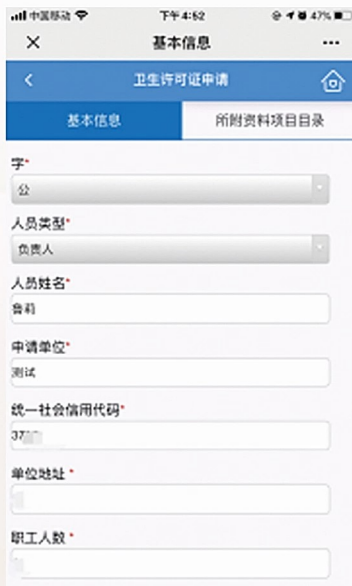 中国移动 下午4:52 47%
基本信息
卫生许可证申请
基本信息 所附资料项目目录
字*
公
人员类型*
负责人
人员姓名*
鲁莉
申请单位*
测试
统一社会信用代码*
37
单位地址 *
职工人数 *